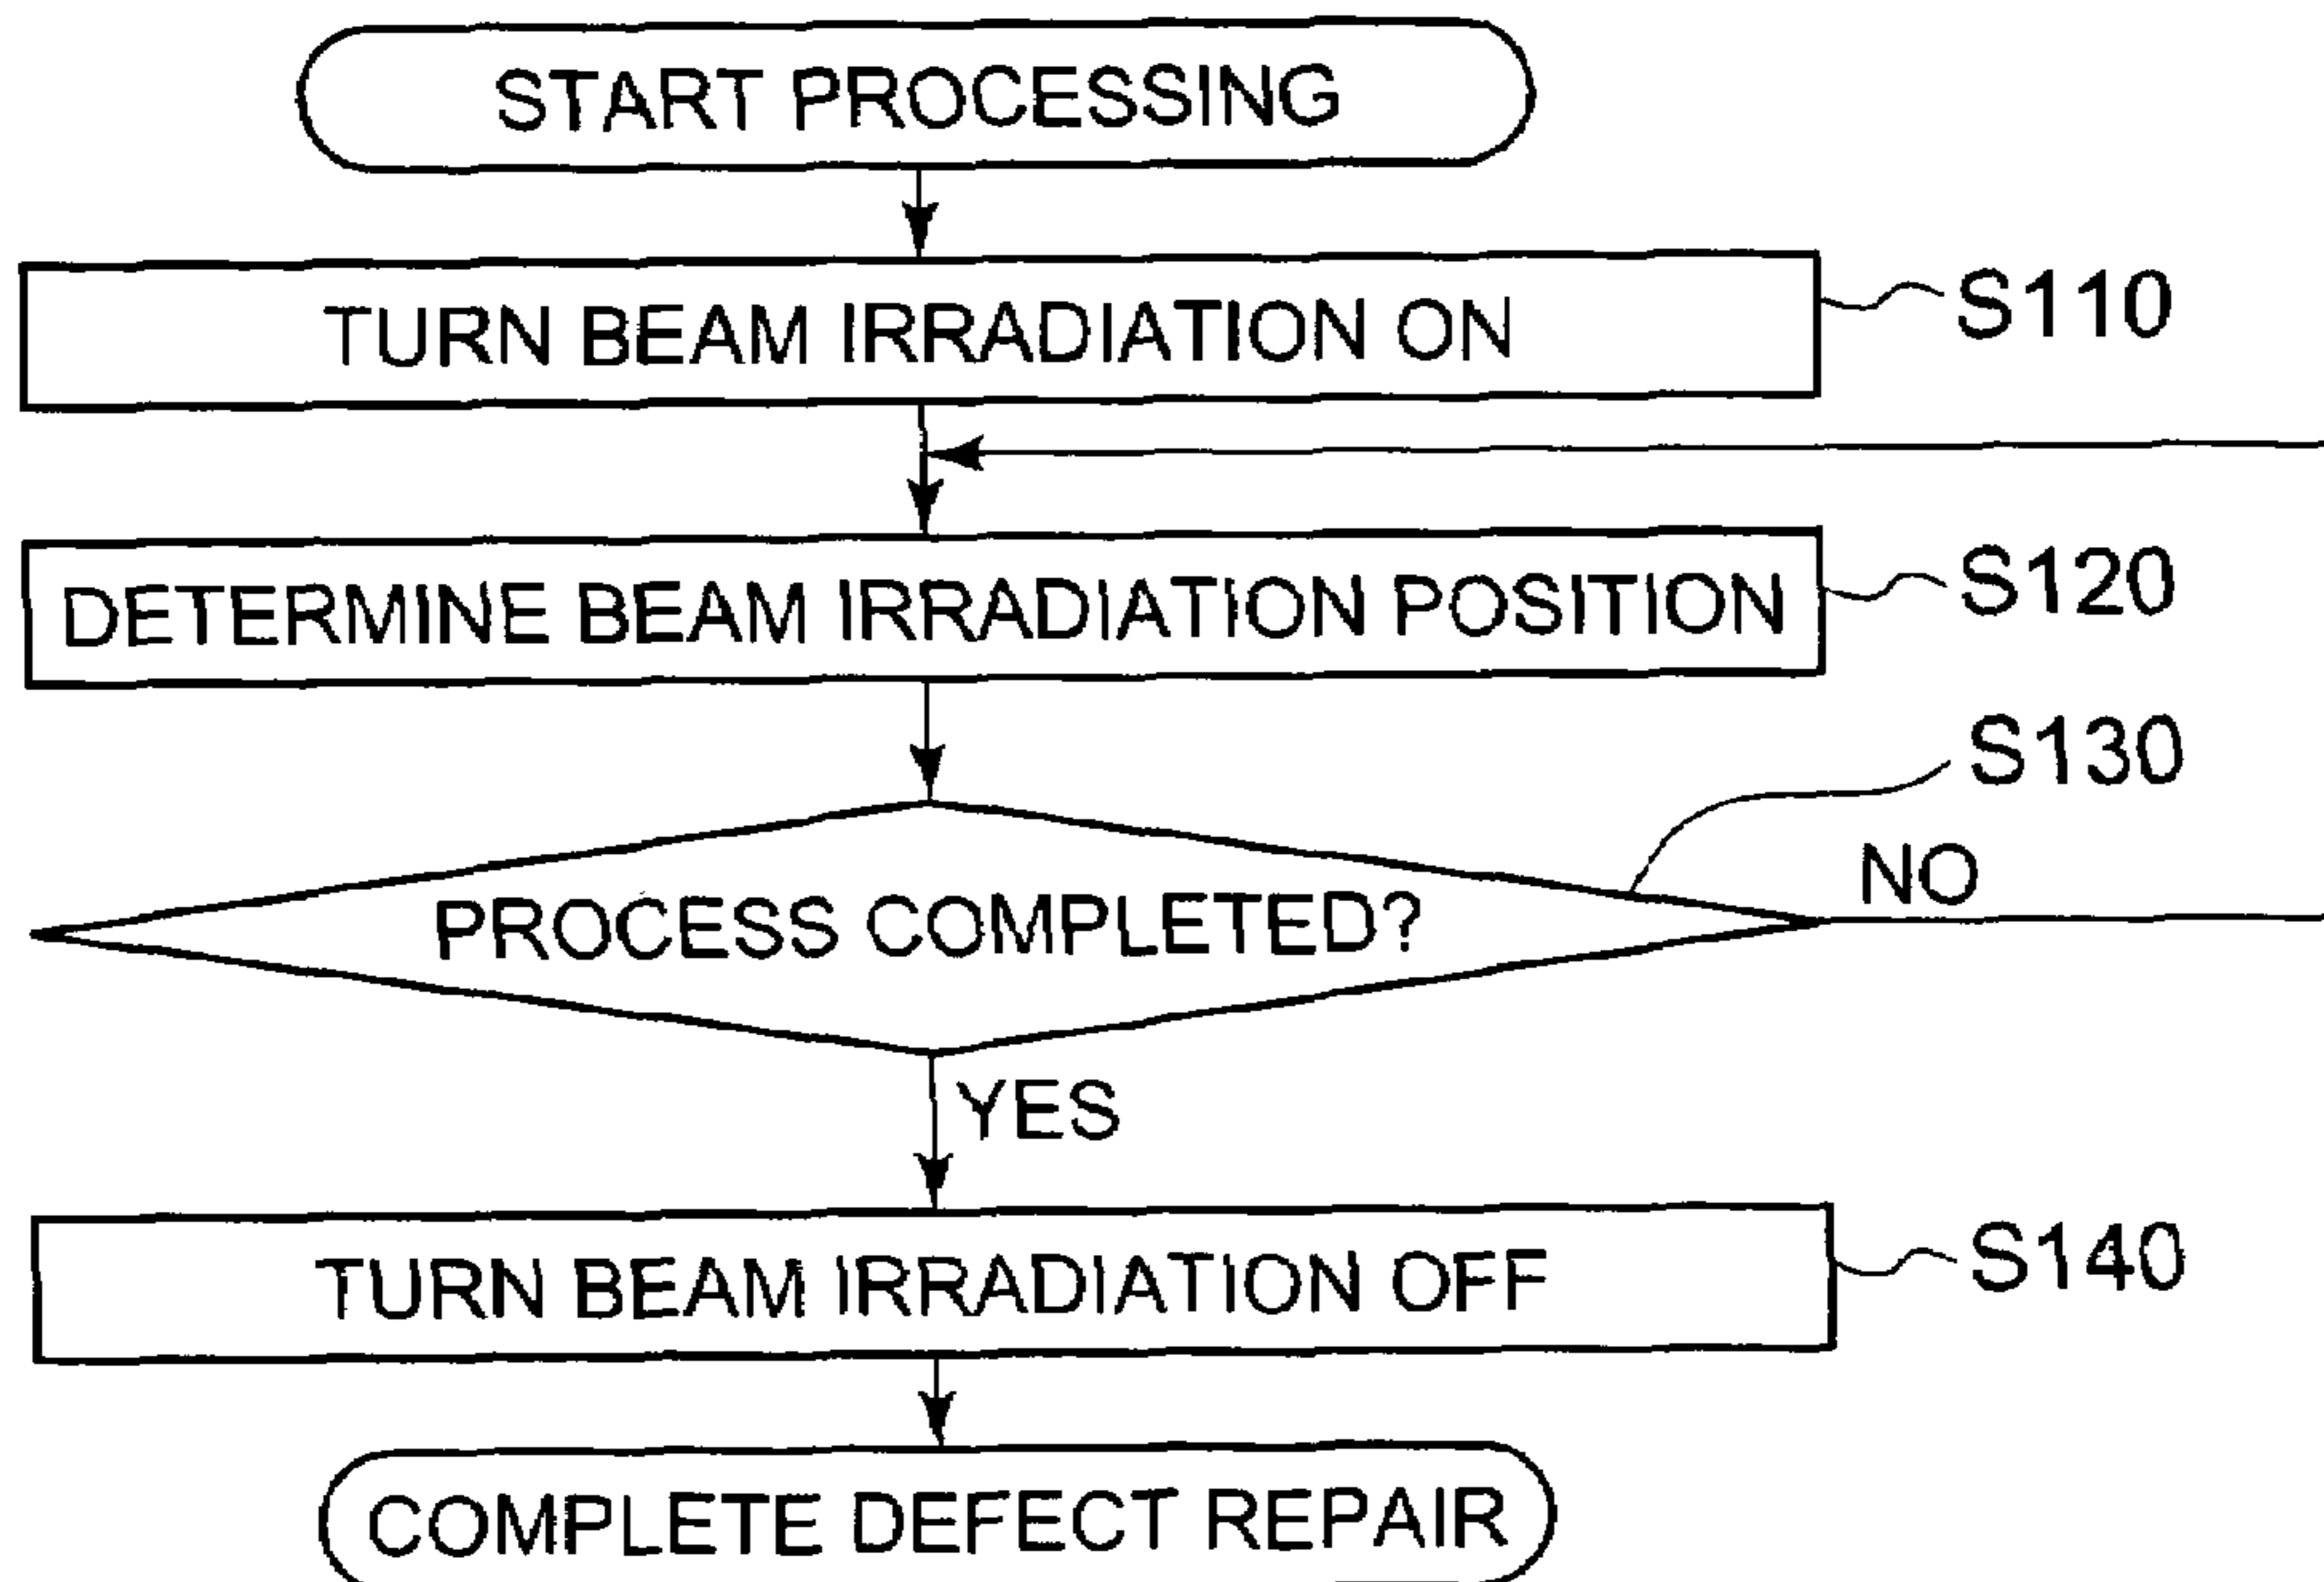 START PROCESSING
TURN BEAM IRRADIATION ON
S110
DETERMINE BEAM IRRADIATION POSITION
S120
S130
PROCESS COMPLETED?
NO
YES
TURN BEAM IRRADIATION OFF
S140
COMPLETE DEFECT REPAIR